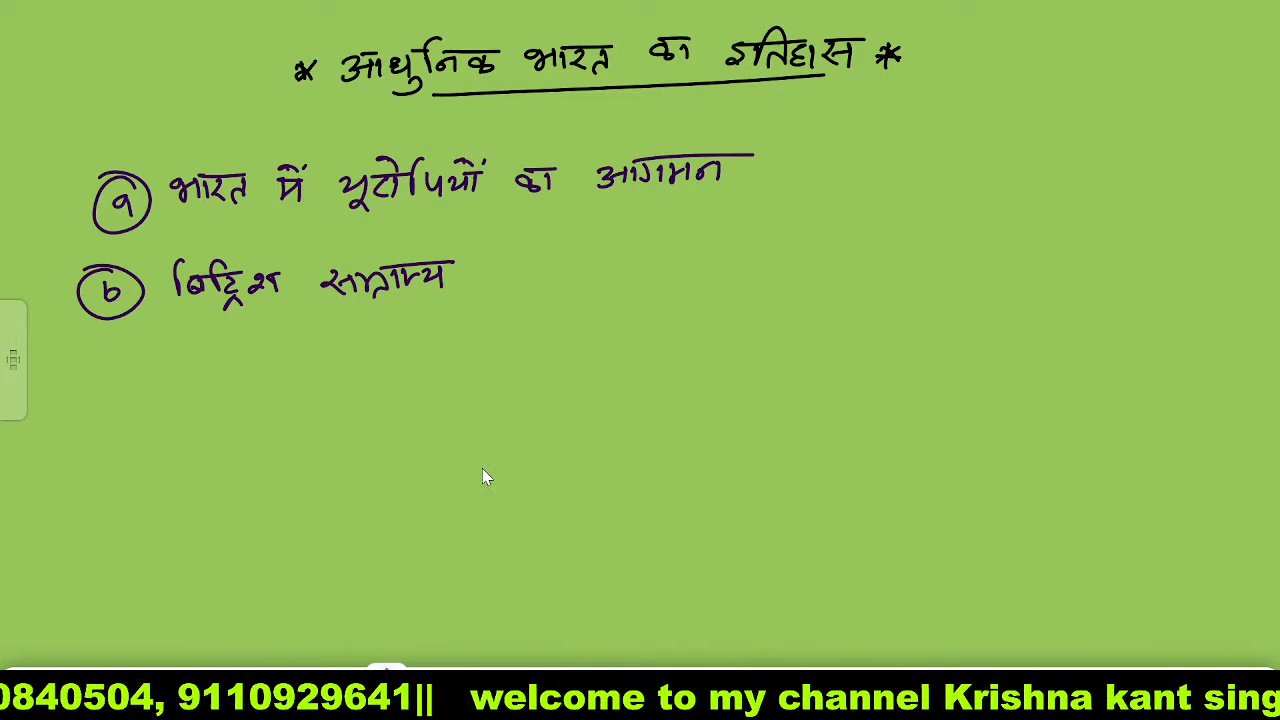 * आधुनिक भारत का इतिहास *
a भारत में यूरोपियों का आगमन
b ब्रिटिश साम्राज्य
0840504, 9110929641|| welcome to my channel Krishna kant sing